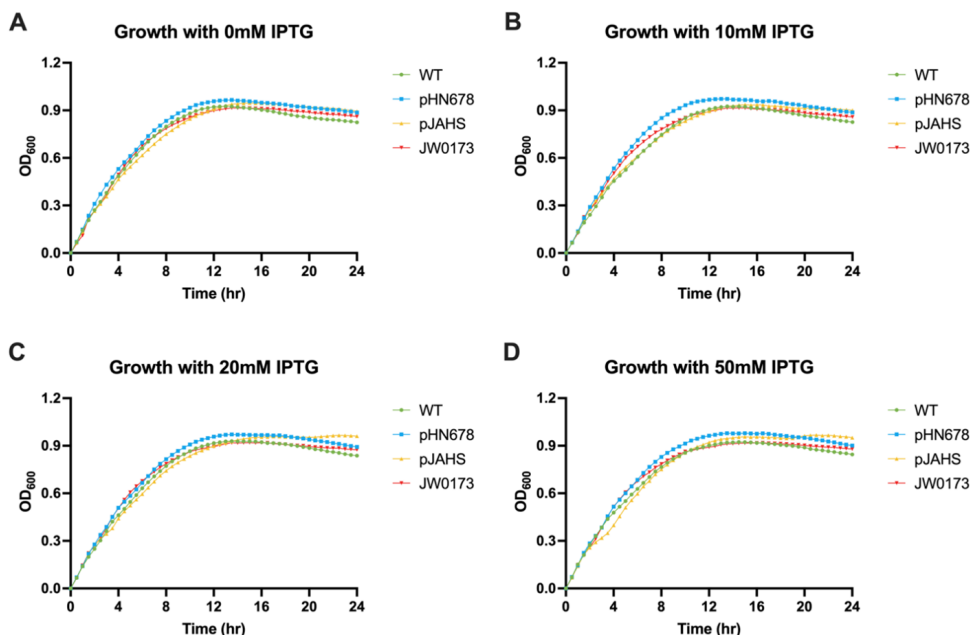 A
Growth with 0mM IPTG
1.2
0.9
0.6
0.3
0.0
OD600
0 4 8 12 16 20 24
Time (hr)
WT
pHN678
pJAHS
JW0173
B
Growth with 10mM IPTG
1.2
0.9
0.6
0.3
0.0
OD600
0 4 8 12 16 20 24
Time (hr)
WT
pHN678
pJAHS
JW0173
C
Growth with 20mM IPTG
1.2
0.9
0.6
0.3
0.0
OD600
0 4 8 12 16 20 24
Time (hr)
WT
pHN678
pJAHS
JW0173
D
Growth with 50mM IPTG
1.2
0.9
0.6
0.3
0.0
OD600
0 4 8 12 16 20 24
Time (hr)
WT
pHN678
pJAHS
JW0173